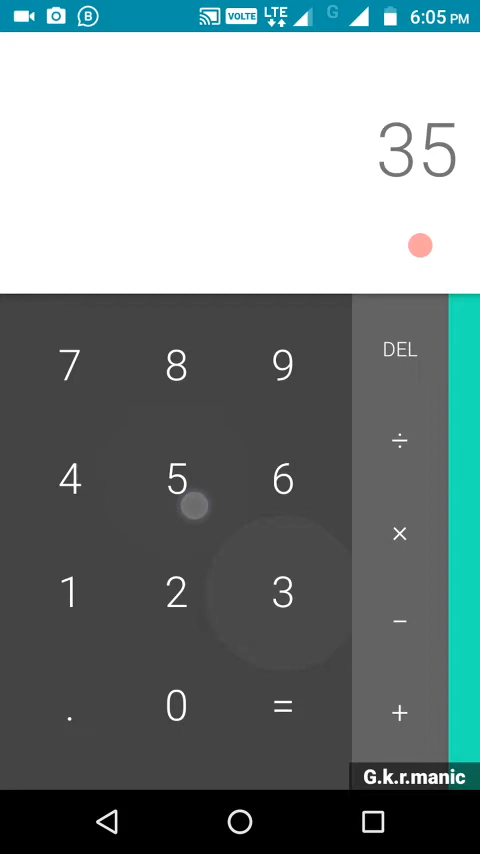 B VOLTE LTE G 6:05 PM
35
7 8 9 DEL
÷
4 5 6
×
1 2 3
−
. 0 = +
G.k.r.manic